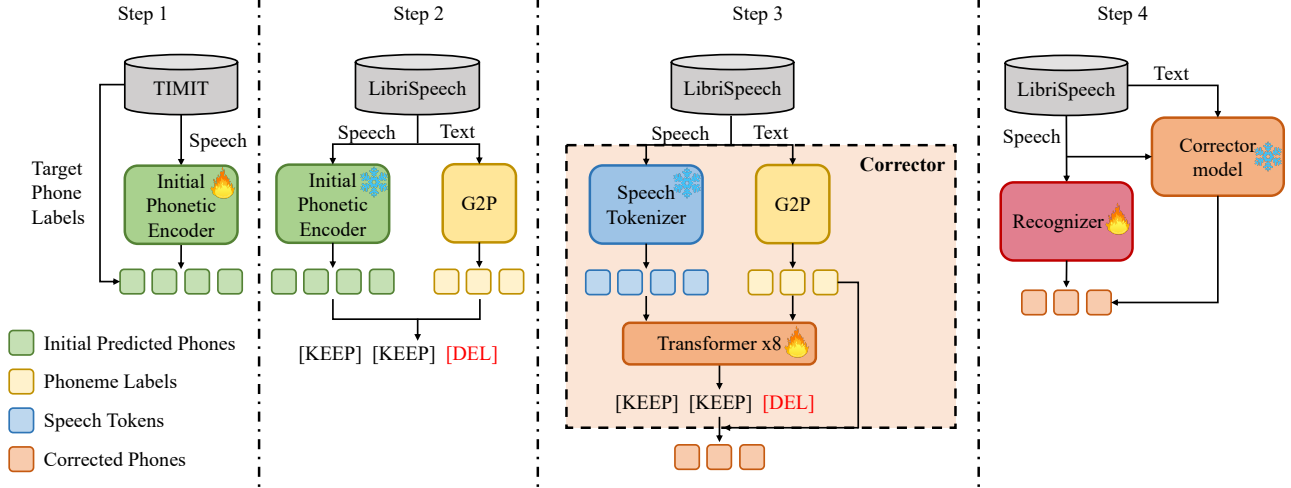 Step 1
TIMIT
Speech
Target
Phone
Labels
Initial
Phonetic
Encoder
Initial Predicted Phones
Phoneme Labels
Speech Tokens
Corrected Phones
Step 2
LibriSpeech
Speech Text
Initial
Phonetic
Encoder
G2P
[KEEP] [KEEP] [DEL]
Step 3
LibriSpeech
Speech Text
Corrector
Speech
Tokenizer
G2P
Transformer x8
[KEEP] [KEEP] [DEL]
Step 4
LibriSpeech
Text
Speech
Corrector
model
Recognizer